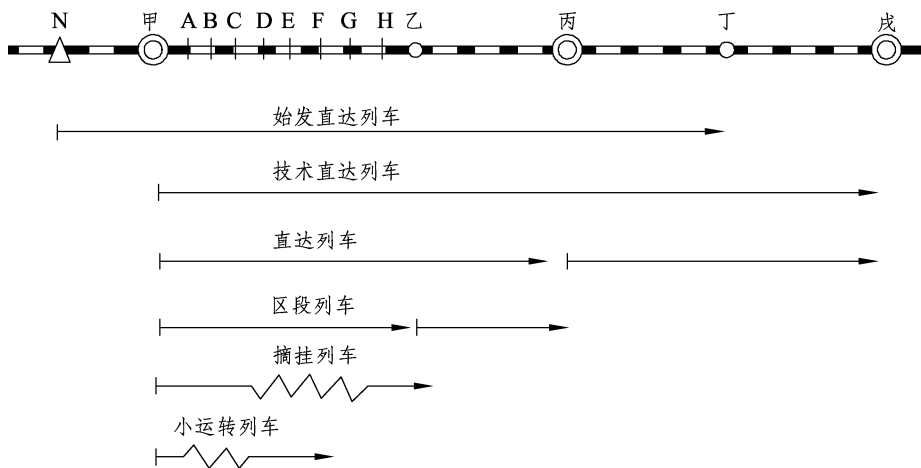 N 甲 A B C D E F G H 乙 丙 丁 戌
始发直达列车
技术直达列车
直达列车
区段列车
摘挂列车
小运转列车